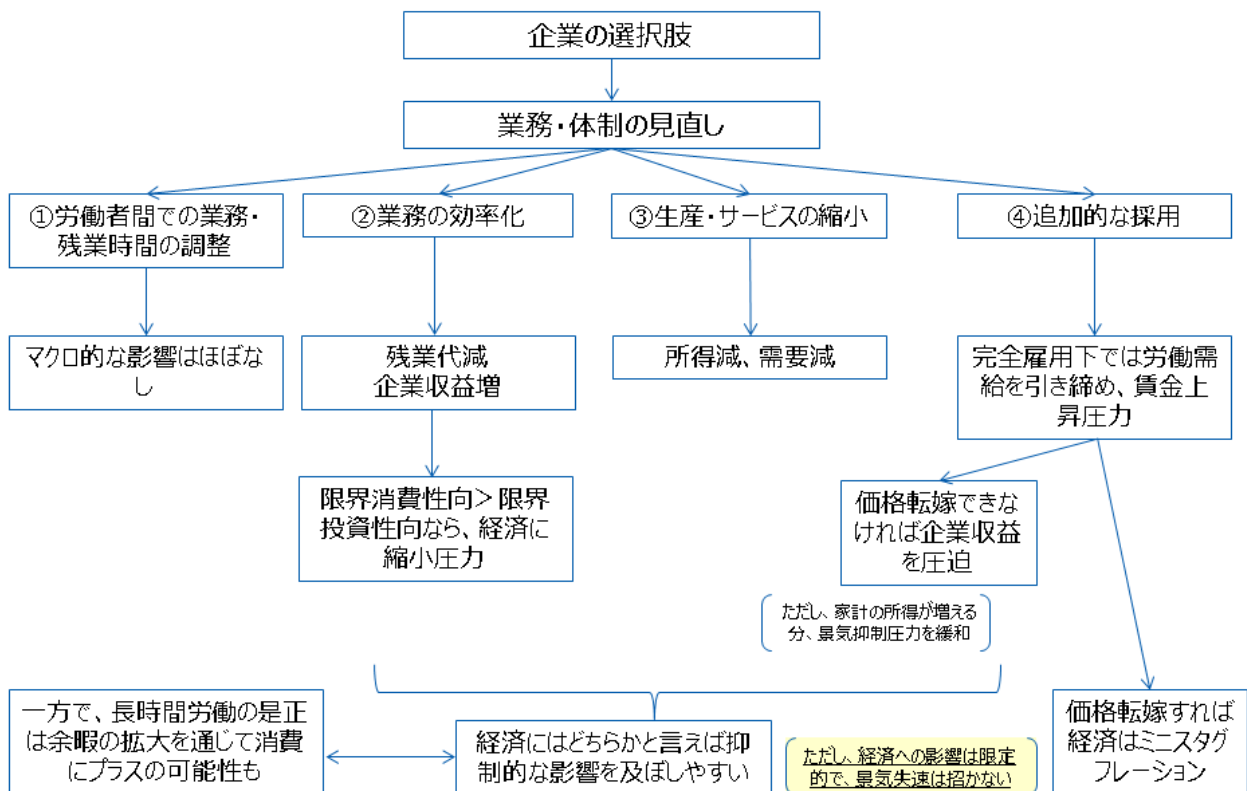 企業の選択肢
業務・体制の見直し
①労働者間での業務・
残業時間の調整
②業務の効率化
③生産・サービスの縮小
④追加的な採用
マクロ的な影響はほぼな
し
残業代減
企業収益増
所得減、需要減
完全雇用下では労働需
給を引き締め、賃金上
昇圧力
限界消費性向＞限界
投資性向なら、経済に
縮小圧力
価格転嫁できな
ければ企業収益
を圧迫
ただし、家計の所得が増える
分、景気抑制圧力を緩和
一方で、長時間労働の是正
は余暇の拡大を通じて消費
にプラスの可能性も
経済にはどちらかと言えば抑
制的な影響を及ぼしやすい
ただし、経済への影響は限定
的で、景気失速は招かない
価格転嫁すれば
経済はミニスタグ
フレーション